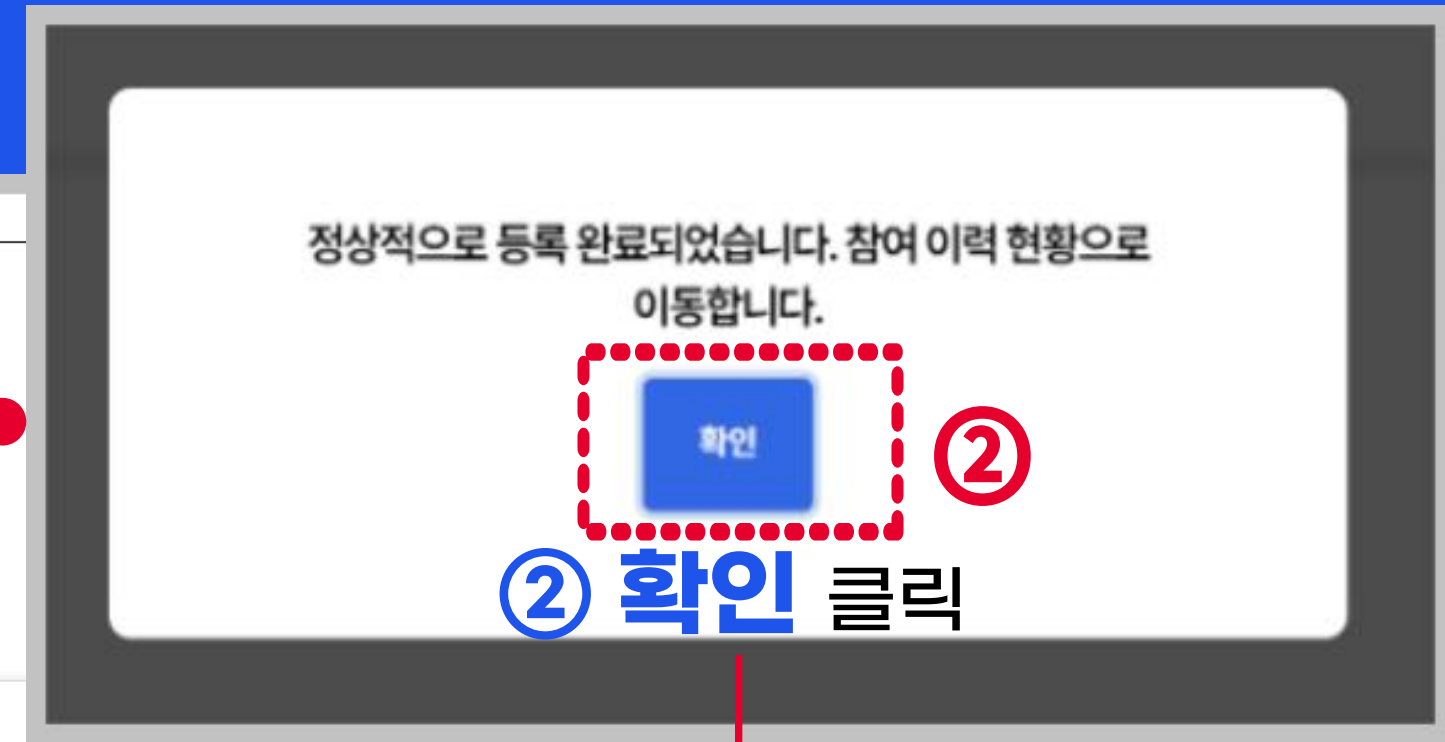 정상적으로 등록 완료되었습니다. 참여 이력 현황으로
이동합니다.
확인
②
② 확인 클릭